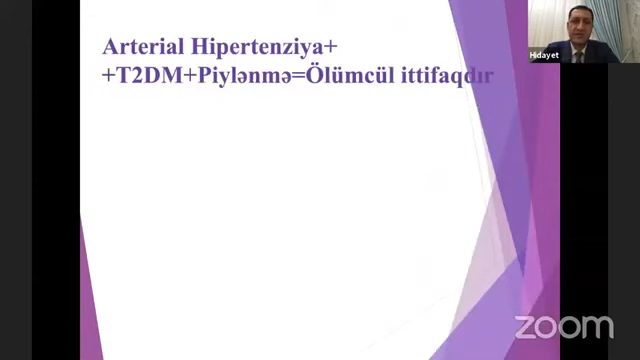 Arterial Hipertenziya+
+T2DM+Piylənmə=Ölümcül ittifaqdır
Hidayet
zoom